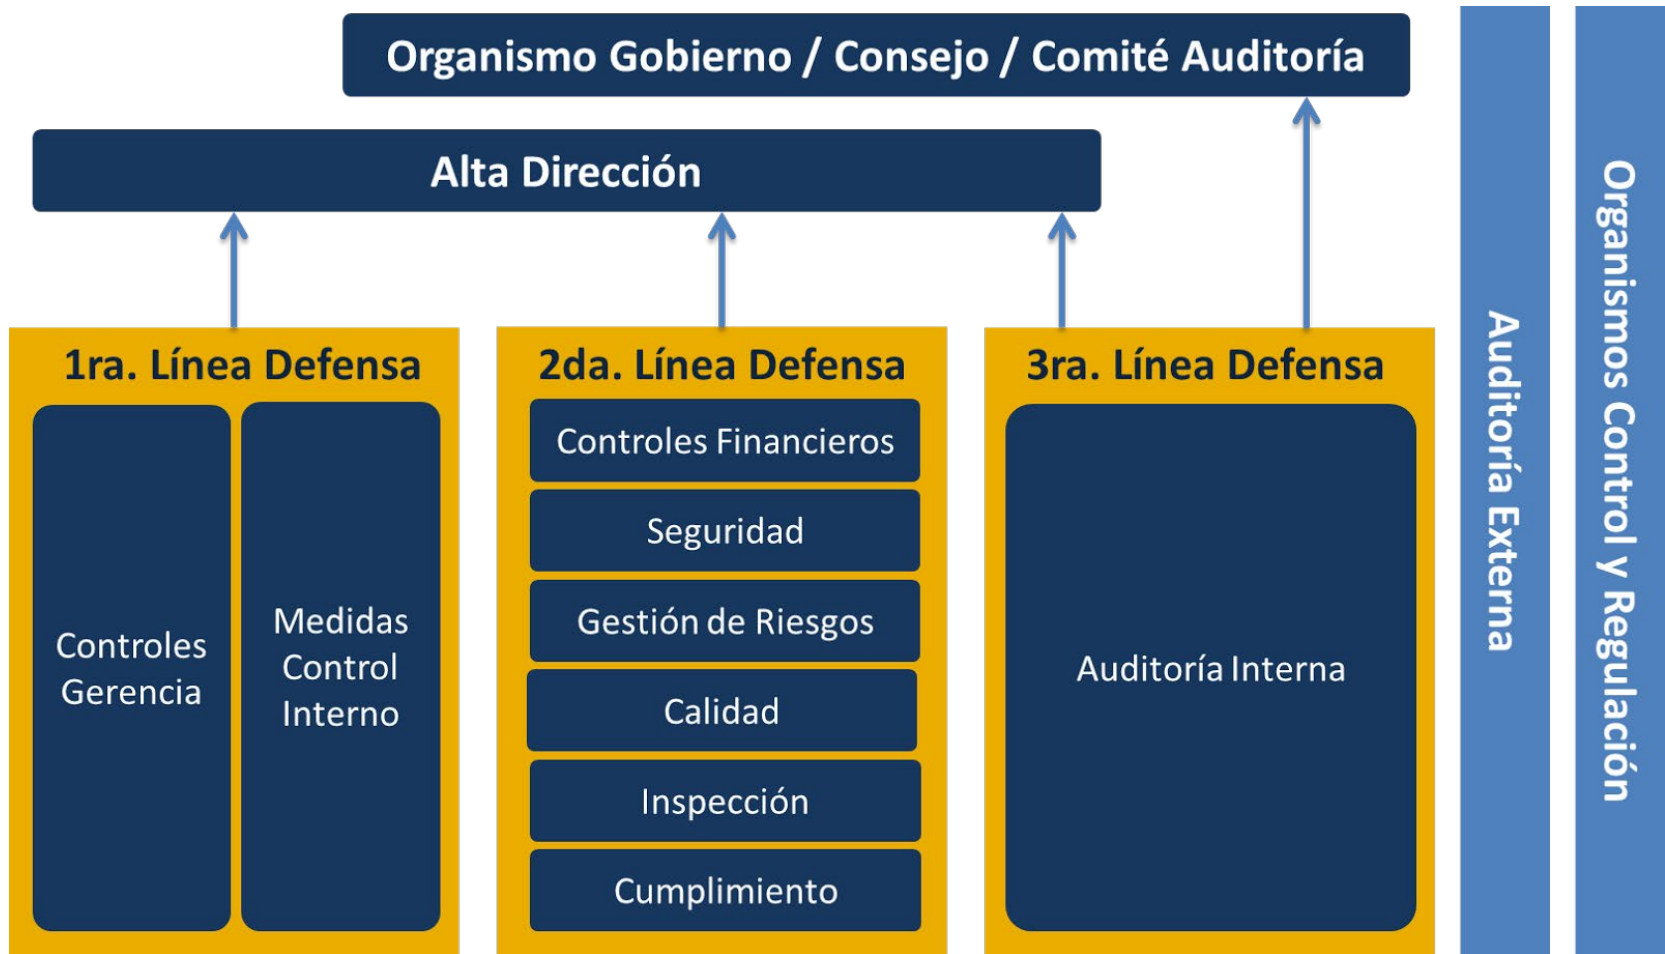 Organismo Gobierno / Consejo / Comité Auditoría
Alta Dirección
1ra. Línea Defensa
Controles
Gerencia
Medidas
Control
Interno
2da. Línea Defensa
Controles Financieros
Seguridad
Gestión de Riesgos
Calidad
Inspección
Cumplimiento
3ra. Línea Defensa
Auditoría Interna
Auditoría Externa
Organismos Control y Regulación